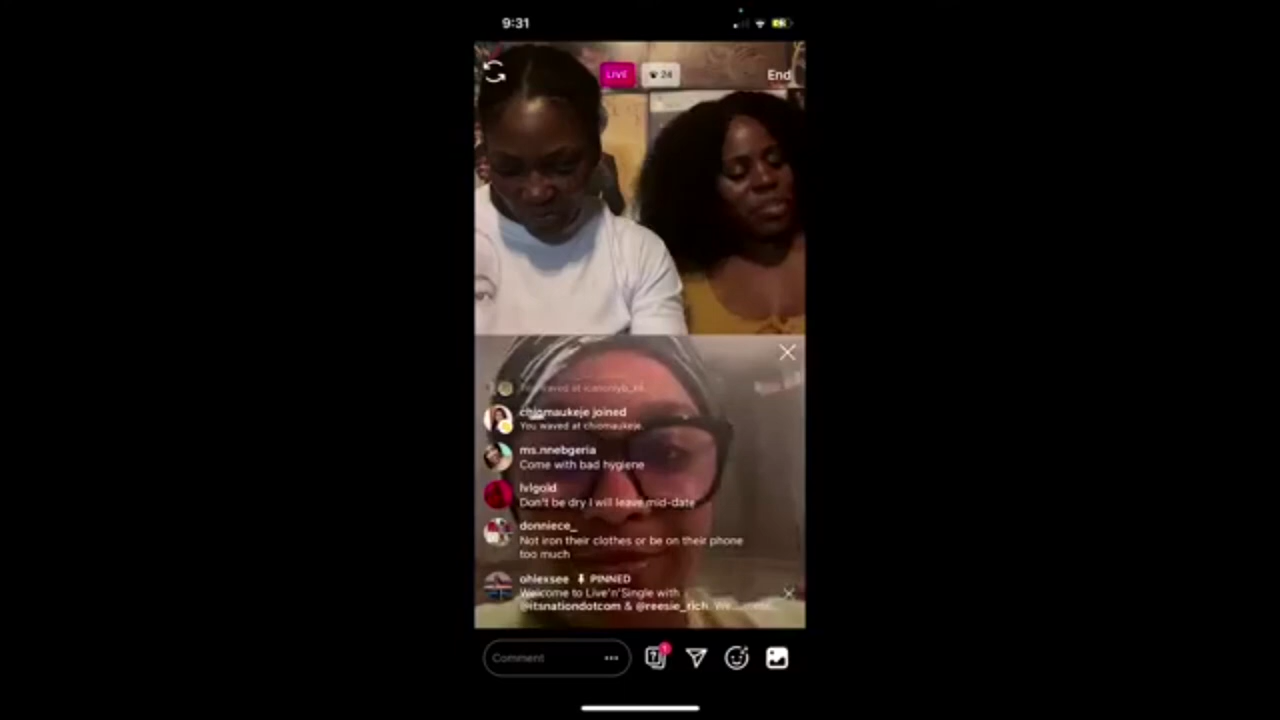 9:31
LIVE
24
End
chiomaukeje joined
You waved at chiomaukeje.
ms.nnebgeria
Come with bad hygiene
lvlgold
Don't be dry I will leave mid-date
donniece_
Not iron their clothes or be on their phone
too much
ohlexsee PINNED
Welcome to Live'n'Single with
@itsnationdotcom & @reesie_rich.
Comment
1